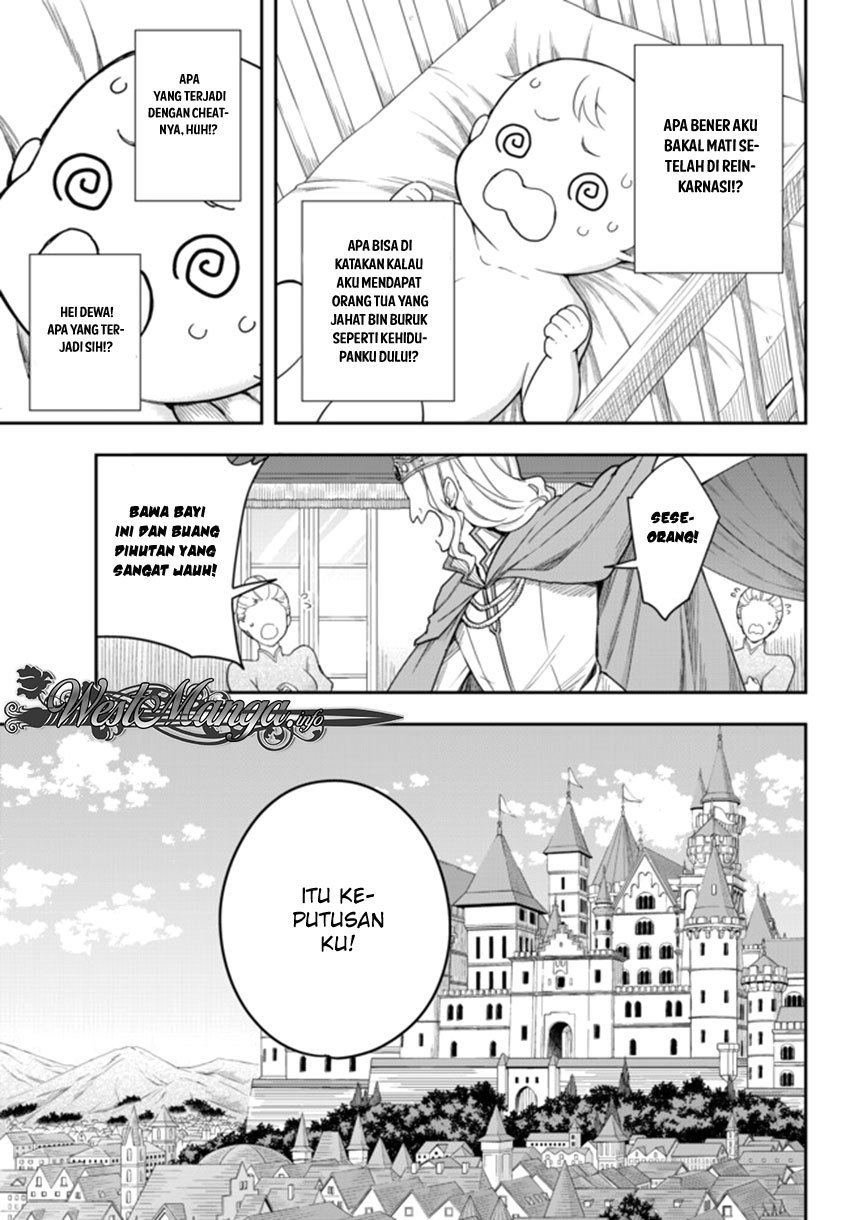 APA BENER AKU
BAKAL MATI SE-
TELAH DI REIN-
KARNASI!?
APA BISA DI
KATAKAN KALAU
AKU MENDAPAT
ORANG TUA YANG
JAHAT BIN BURUK
SEPERTI KEHIDU-
PANKU DULU!?
APA
YANG TERJADI
DENGAN CHEAT-
NYA, HUH!?
HEI DEWA!
APA YANG TER-
JADI SIH!?
SESE-
ORANG!
BAWA BAYI
INI DAN BUANG
DIHUTAN YANG
SANGAT JAUH!
WestManga.info
ITU KE-
PUTUSAN
KU!